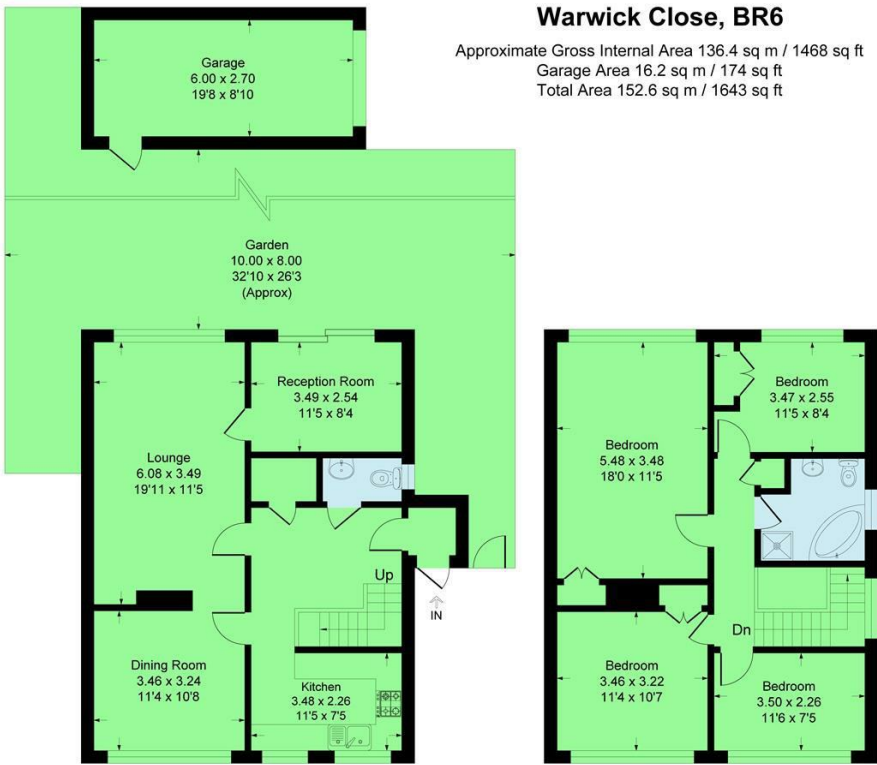 Warwick Close, BR6
Approximate Gross Internal Area 136.4 sq m / 1468 sq ft
Garage Area 16.2 sq m / 174 sq ft
Total Area 152.6 sq m / 1643 sq ft
Garage
6.00 x 2.70
19'8 x 8'10
Garden
10.00 x 8.00
32'10 x 26'3
(Approx)
Reception Room
3.49 x 2.54
11'5 x 8'4
Lounge
6.08 x 3.49
19'11 x 11'5
Up
IN
Dining Room
3.46 x 3.24
11'4 x 10'8
Kitchen
3.48 x 2.26
11'5 x 7'5
Bedroom
3.47 x 2.55
11'5 x 8'4
Bedroom
5.48 x 3.48
18'0 x 11'5
Dn
Bedroom
3.46 x 3.22
11'4 x 10'7
Bedroom
3.50 x 2.26
11'6 x 7'5